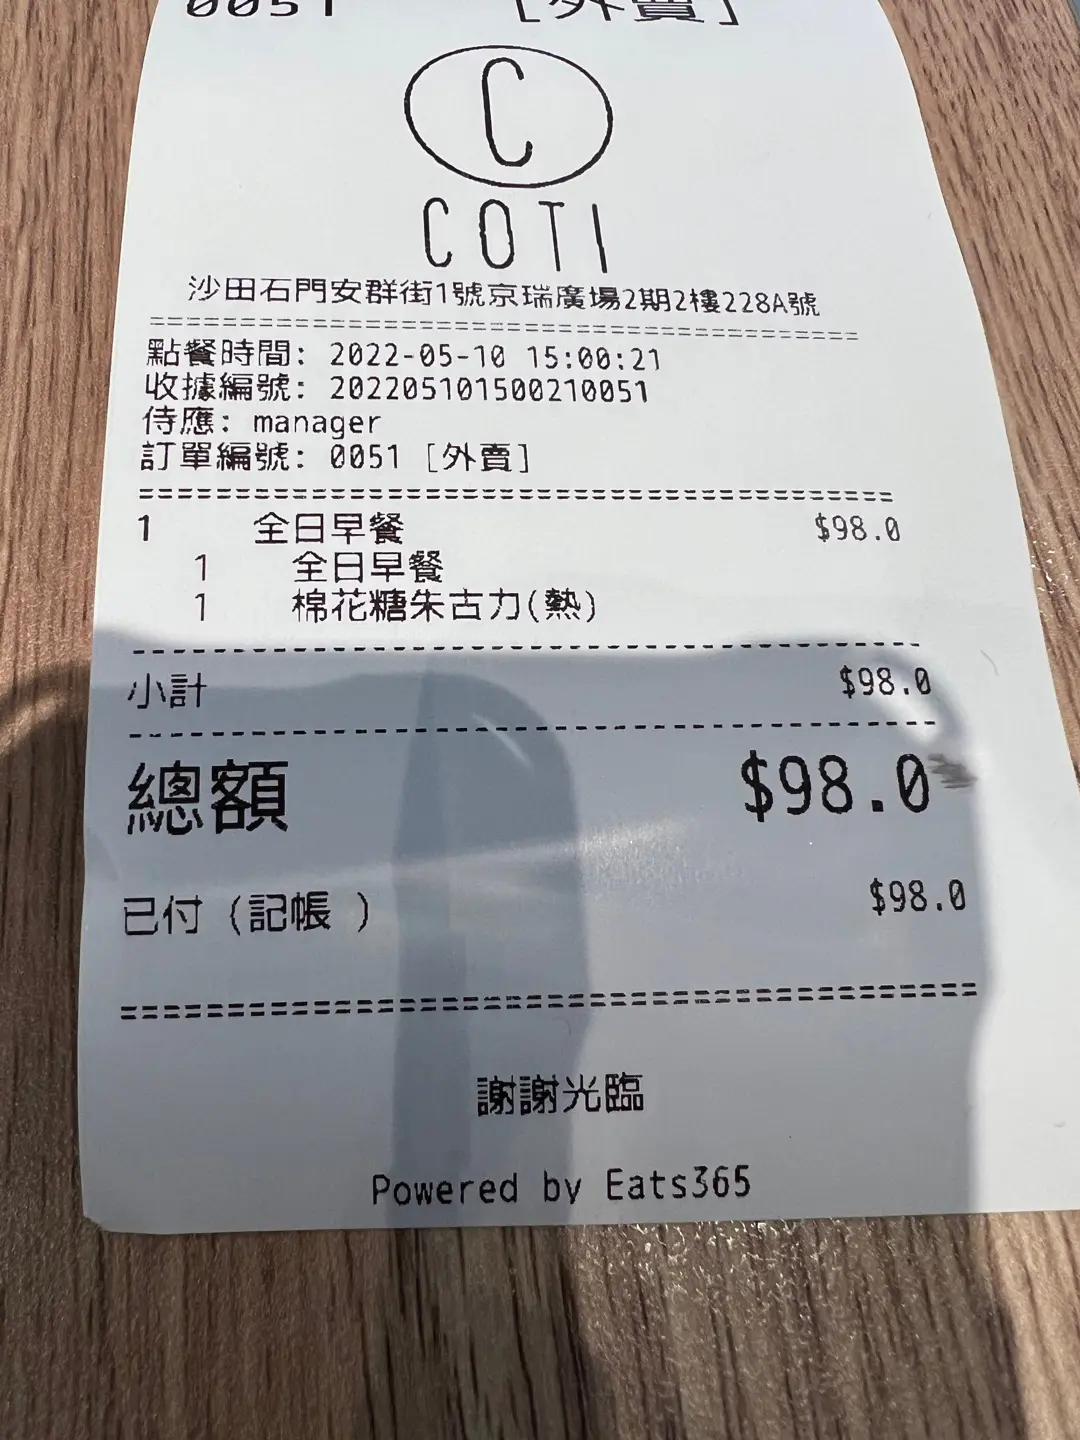 0051 [外賣]
C
COTI
沙田石門安群街1號京瑞廣場2期2樓228A號
========================================
點餐時間: 2022-05-10 15:00:21
收據編號: 202205101500210051
侍應: manager
訂單編號: 0051 [外賣]
========================================
1 全日早餐 $98.0
1 全日早餐
1 棉花糖朱古力(熱)
----------------------------------------
小計 $98.0
----------------------------------------
總額 $98.0
已付 (記帳 ) $98.0
========================================
謝謝光臨
Powered by Eats365